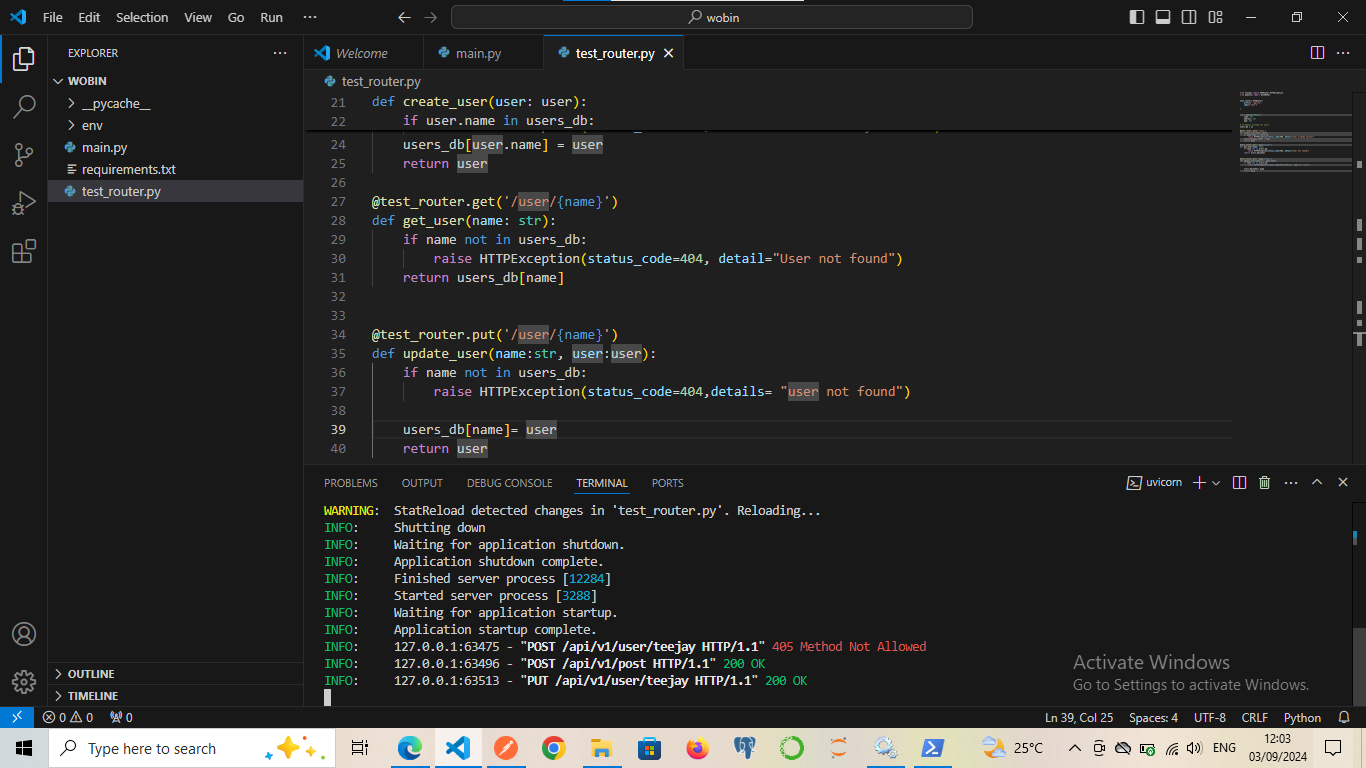 File Edit Selection View Go Run ··· wobin
EXPLORER ···
WOBIN
__pycache__
env
main.py
requirements.txt
test_router.py
OUTLINE
TIMELINE
Welcome main.py test_router.py
test_router.py
21 def create_user(user: user):
22 if user.name in users_db:
24 users_db[user.name] = user
25 return user
26
27 @test_router.get('/user/{name}')
28 def get_user(name: str):
29 if name not in users_db:
30 raise HTTPException(status_code=404, detail="User not found")
31 return users_db[name]
32
33
34 @test_router.put('/user/{name}')
35 def update_user(name:str, user:user):
36 if name not in users_db:
37 raise HTTPException(status_code=404,details= "user not found")
38
39 users_db[name]= user
40 return user
PROBLEMS OUTPUT DEBUG CONSOLE TERMINAL PORTS uvicorn
WARNING: StatReload detected changes in 'test_router.py'. Reloading...
INFO: Shutting down
INFO: Waiting for application shutdown.
INFO: Application shutdown complete.
INFO: Finished server process [12284]
INFO: Started server process [3288]
INFO: Waiting for application startup.
INFO: Application startup complete.
INFO: 127.0.0.1:63475 - "POST /api/v1/user/teejay HTTP/1.1" 405 Method Not Allowed
INFO: 127.0.0.1:63496 - "POST /api/v1/post HTTP/1.1" 200 OK
INFO: 127.0.0.1:63513 - "PUT /api/v1/user/teejay HTTP/1.1" 200 OK
Activate Windows
Go to Settings to activate Windows.
0 0 0 Ln 39, Col 25 Spaces: 4 UTF-8 CRLF Python
Type here to search 25°C ENG 12:03
03/09/2024